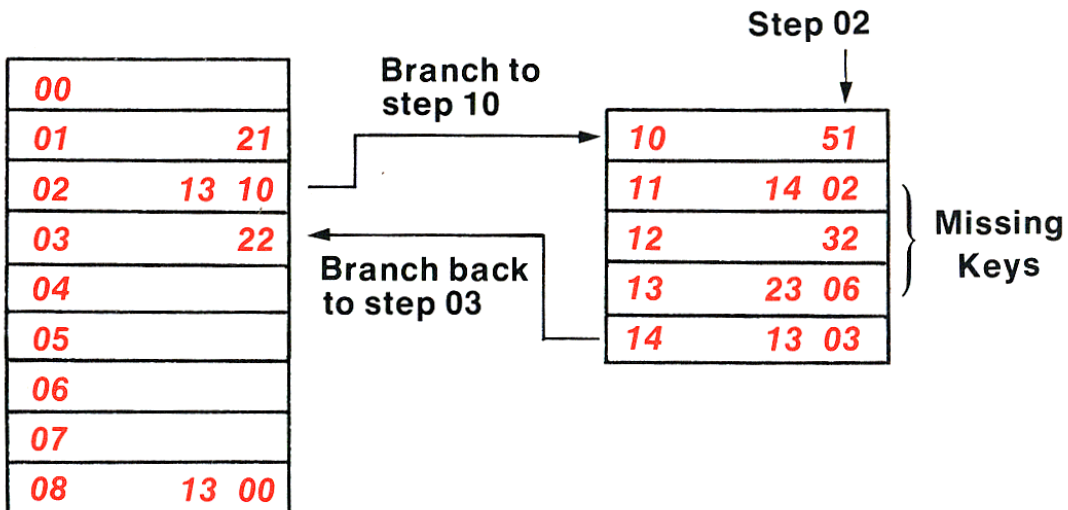 Step 02
00
01 21
02 13 10
03 22
04
05
06
07
08 13 00
Branch to
step 10
Branch back
to step 03
10 51
11 14 02
12 32
13 23 06
14 13 03
Missing
Keys